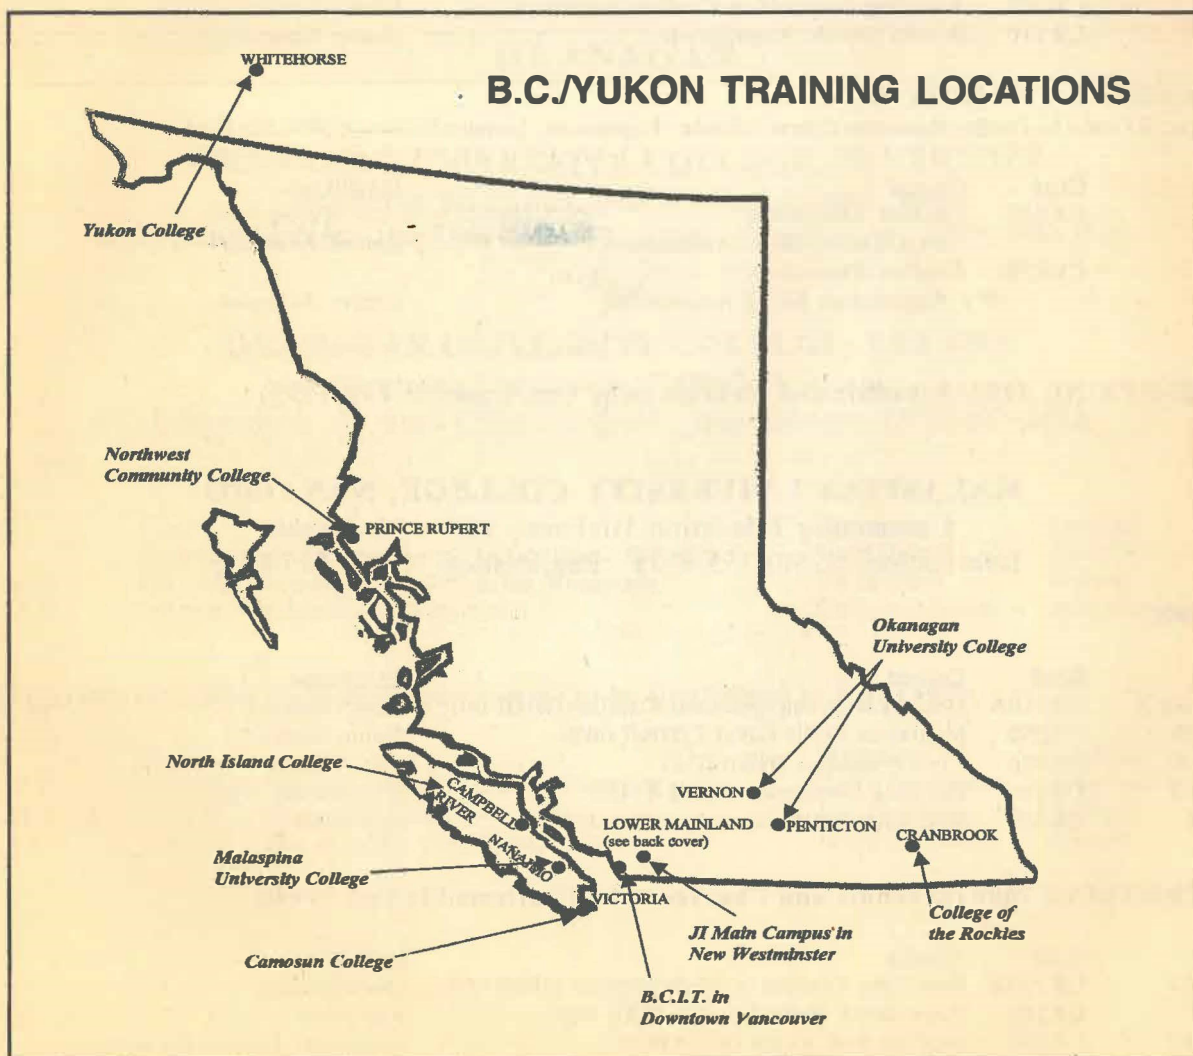 WHITEHORSE
B.C./YUKON TRAINING LOCATIONS
Yukon College
Northwest
Community College
PRINCE RUPERT
Okanagan
University College
North Island College
CAMPBELL
RIVER
VERNON
LOWER MAINLAND
(see back cover)
PENTICTON
CRANBROOK
NANAIMO
Malaspina
University College
VICTORIA
College of
the Rockies
JI Main Campus in
New Westminster
Camosun College
B.C.I.T. in
Downtown Vancouver